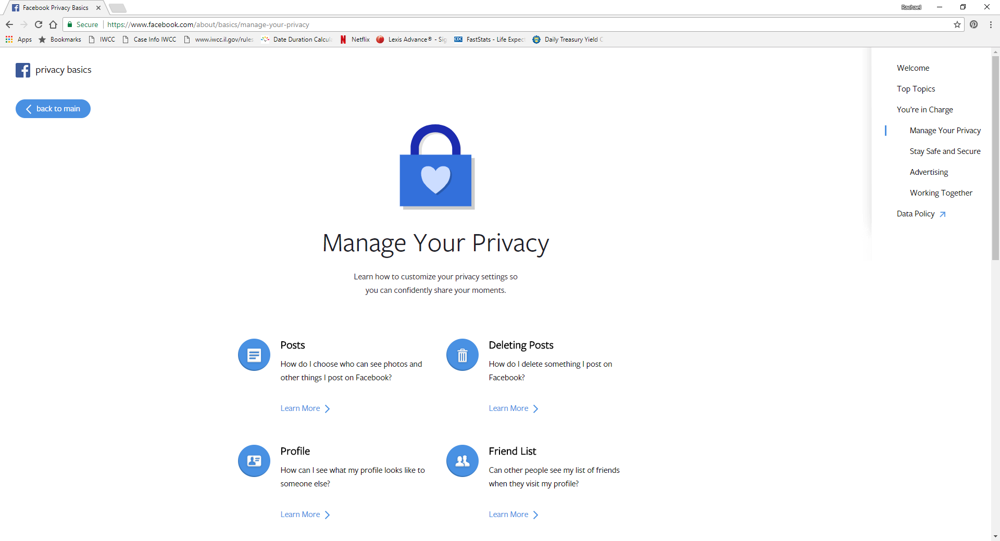 Facebook Privacy Basics
Rachael
Secure https://www.facebook.com/about/basics/manage-your-privacy
Apps Bookmarks IWCC Case Info IWCC www.iwcc.il.gov/rules Date Duration Calcul Netflix Lexis Advance® - Sig FastStats - Life Expect Daily Treasury Yield C
privacy basics
back to main
Manage Your Privacy
Learn how to customize your privacy settings so
you can confidently share your moments.
Posts
How do I choose who can see photos and
other things I post on Facebook?
Learn More
Deleting Posts
How do I delete something I post on
Facebook?
Learn More
Profile
How can I see what my profile looks like to
someone else?
Learn More
Friend List
Can other people see my list of friends
when they visit my profile?
Learn More
Welcome
Top Topics
You're in Charge
Manage Your Privacy
Stay Safe and Secure
Advertising
Working Together
Data Policy